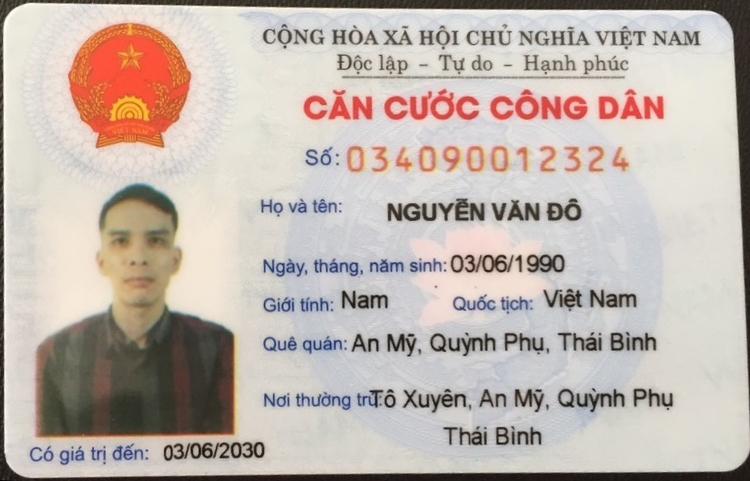 CỘNG HÒA XÃ HỘI CHỦ NGHĨA VIỆT NAM
Độc lập - Tự do - Hạnh phúc
CĂN CƯỚC CÔNG DÂN
Số: 034090012324
Họ và tên: NGUYỄN VĂN ĐÔ
Ngày, tháng, năm sinh: 03/06/1990
Giới tính: Nam Quốc tịch: Việt Nam
Quê quán: An Mỹ, Quỳnh Phụ, Thái Bình
Nơi thường trú: Tô Xuyên, An Mỹ, Quỳnh Phụ
Thái Bình
Có giá trị đến: 03/06/2030
VIỆT NAM